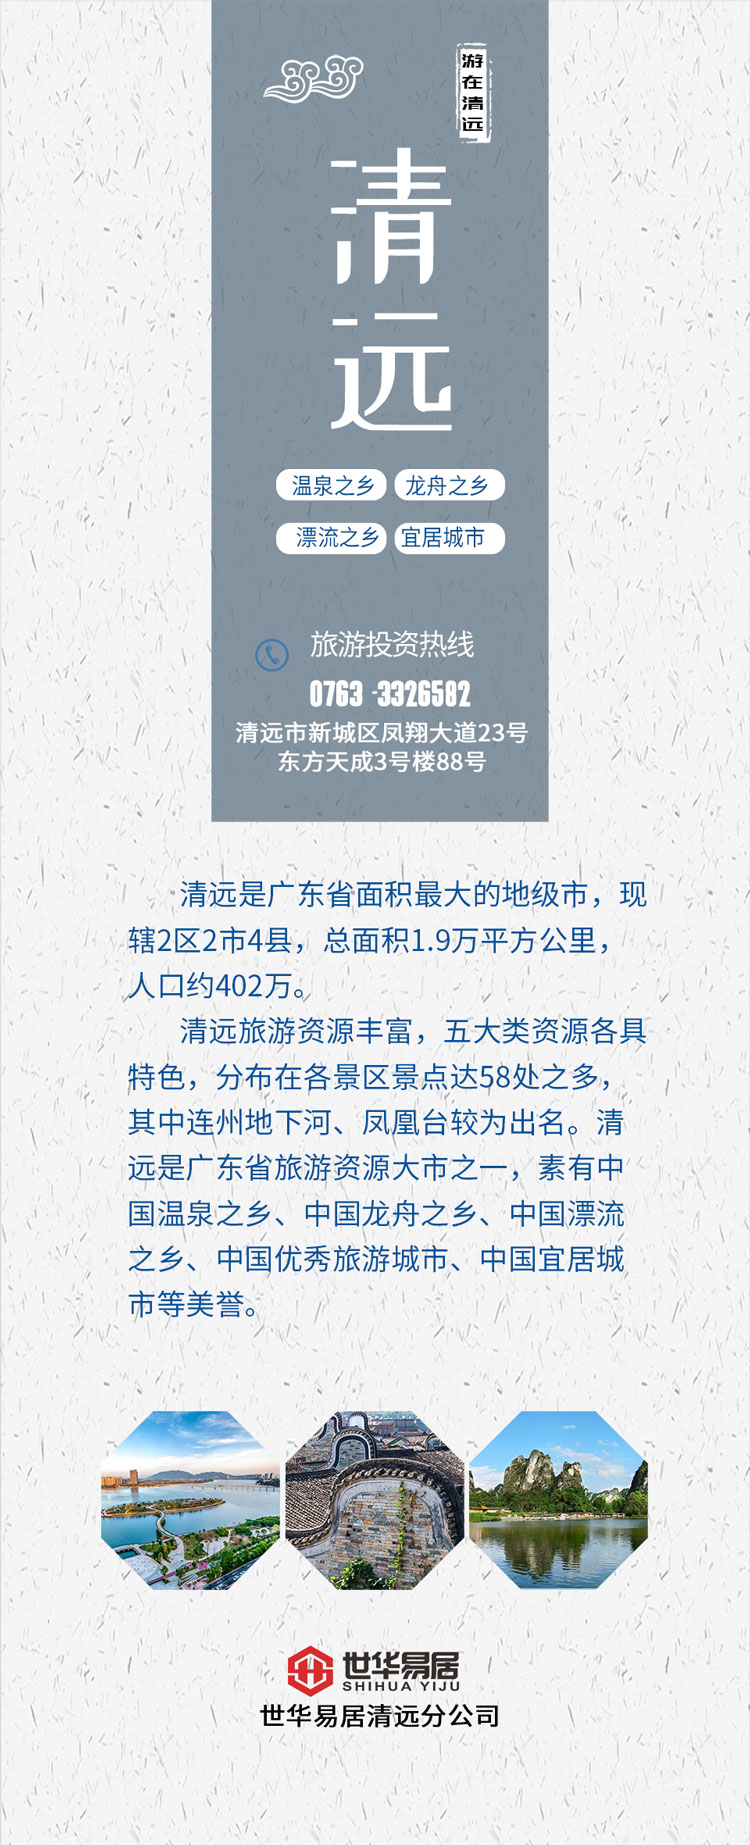 游在清远
清远
温泉之乡 龙舟之乡
漂流之乡 宜居城市
旅游投资热线
0763 -3326582
清远市新城区凤翔大道23号
东方天成3号楼88号
清远是广东省面积最大的地级市，现
辖2区2市4县，总面积1.9万平方公里，
人口约402万。
清远旅游资源丰富，五大类资源各具
特色，分布在各景区景点达58处之多，
其中连州地下河、凤凰台较为出名。清
远是广东省旅游资源大市之一，素有中
国温泉之乡、中国龙舟之乡、中国漂流
之乡、中国优秀旅游城市、中国宜居城
市等美誉。
世华易居
SHIHUA YIJU
世华易居清远分公司